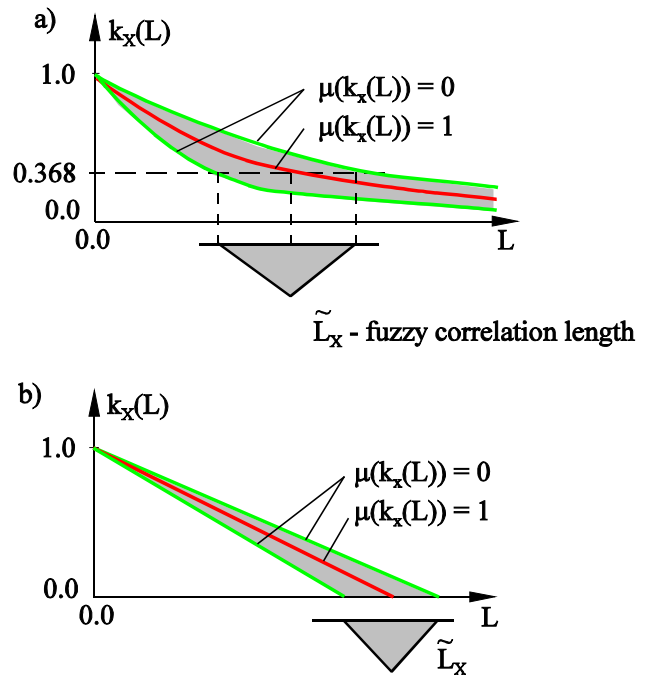 a)
kX(L)
1.0
μ(kx(L)) = 0
μ(kx(L)) = 1
0.368
0.0
0.0
L
L̃X - fuzzy correlation length
b)
kX(L)
1.0
μ(kx(L)) = 0
μ(kx(L)) = 1
0.0
0.0
L
L̃X